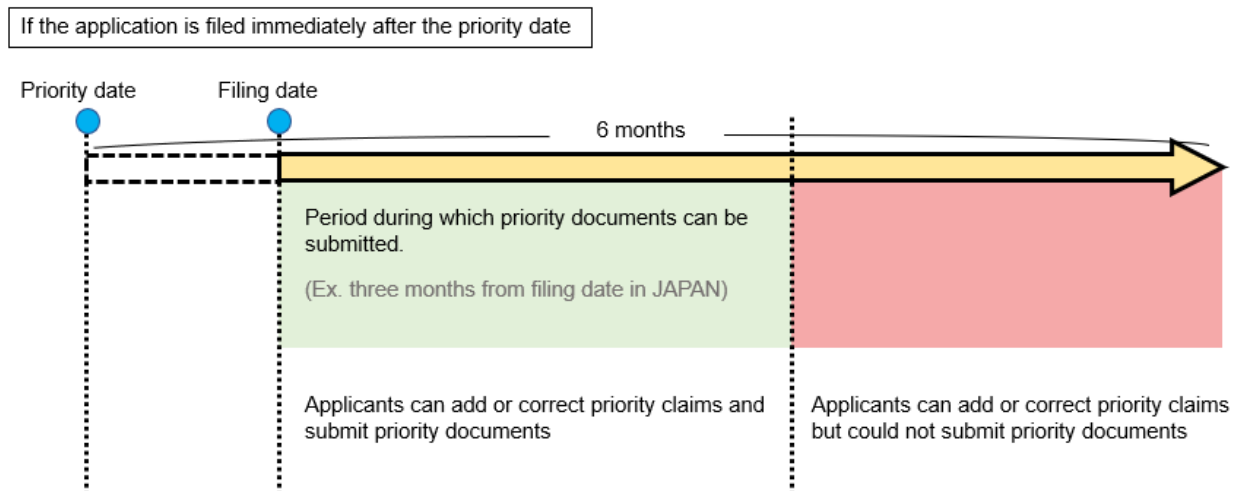 If the application is filed immediately after the priority date
Priority date
Filing date
6 months
Period during which priority documents can be
submitted.
(Ex. three months from filing date in JAPAN)
Applicants can add or correct priority claims and
submit priority documents
Applicants can add or correct priority claims
but could not submit priority documents